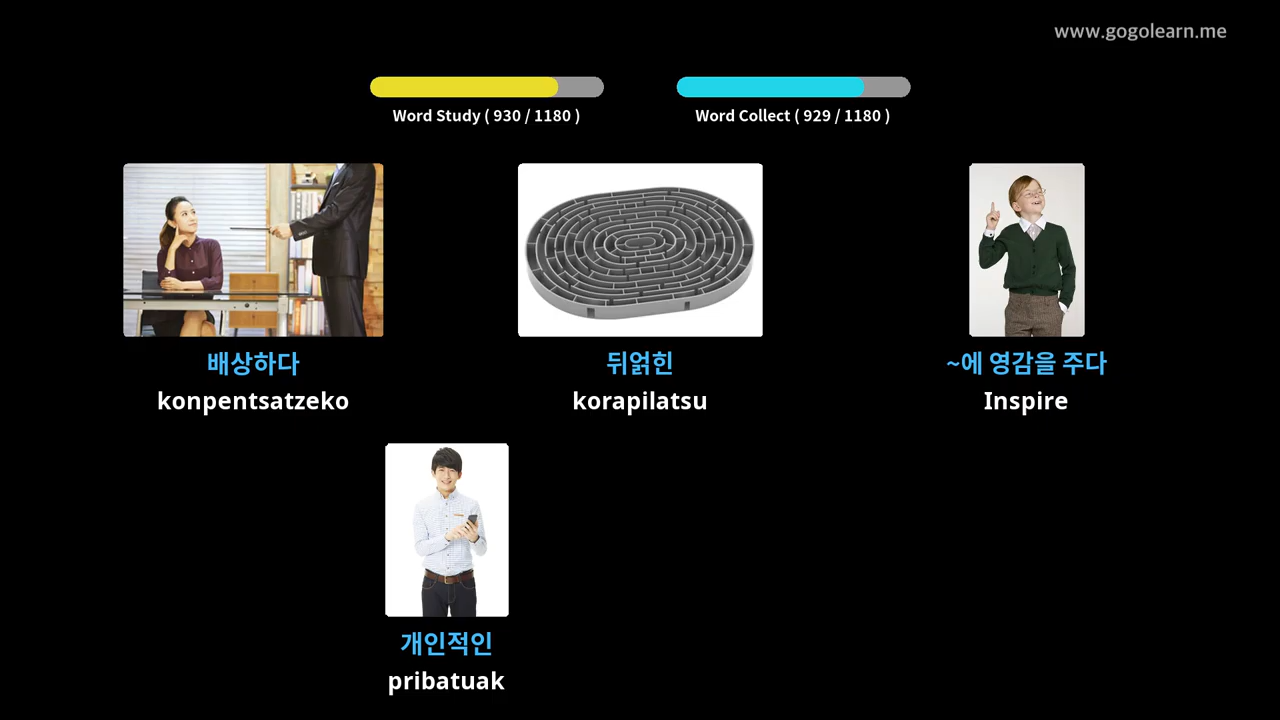 www.gogolearn.me
Word Study ( 930 / 1180 )
Word Collect ( 929 / 1180 )
배상하다
konpentsatzeko
뒤얽힌
korapilatsu
~에 영감을 주다
Inspire
개인적인
pribatuak